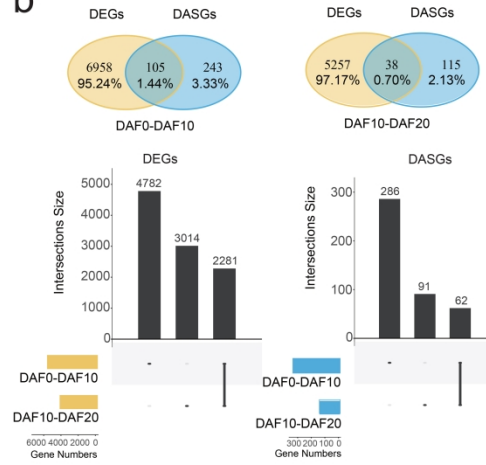 b
DEGs DASGs
6958 105 243
95.24% 1.44% 3.33%
DAF0-DAF10
DEGs DASGs
5257 38 115
97.17% 0.70% 2.13%
DAF10-DAF20
DEGs
Intersections Size
5000
4000
3000
2000
1000
0
4782
3014
2281
DAF0-DAF10
DAF10-DAF20
6000 4000 2000 0
Gene Numbers
DASGs
Intersections Size
300
200
100
0
286
91
62
DAF0-DAF10
DAF10-DAF20
300 200 100 0
Gene Numbers